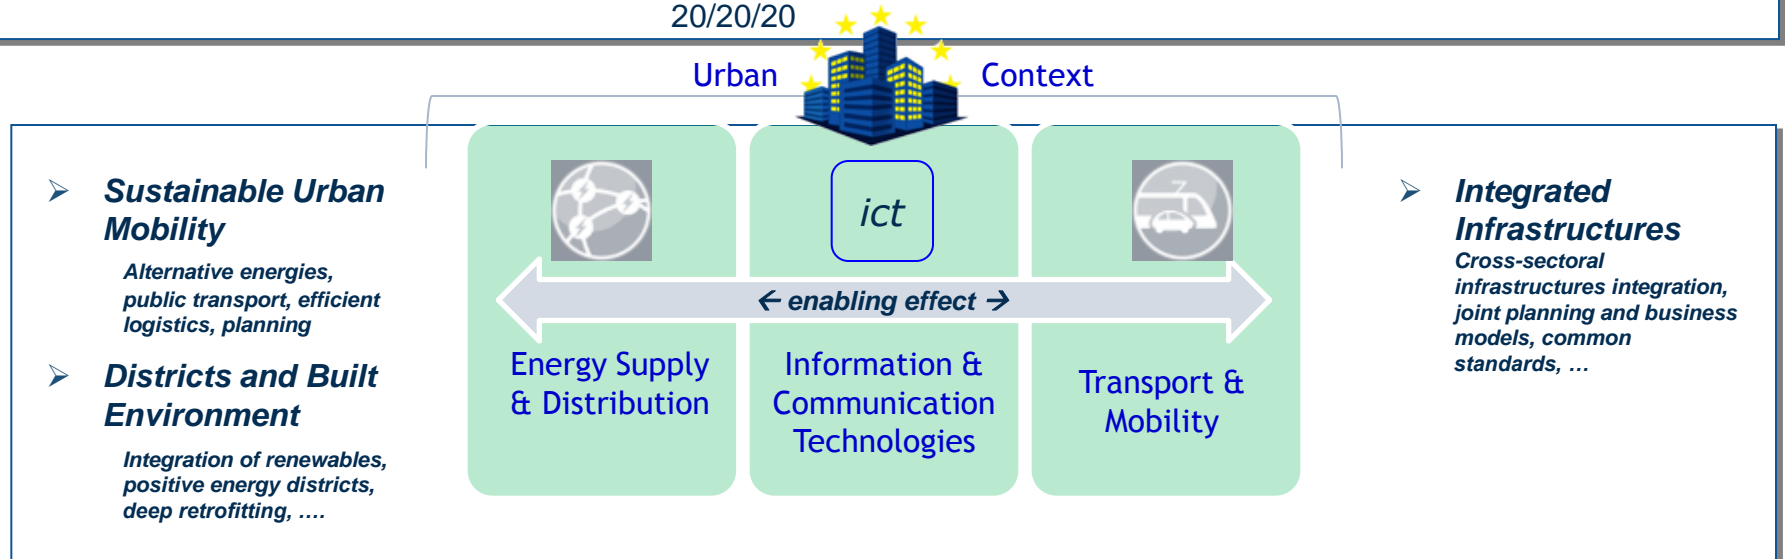 20/20/20
Urban Context
➢ Sustainable Urban
Mobility
Alternative energies,
public transport, efficient
logistics, planning
➢ Districts and Built
Environment
Integration of renewables,
positive energy districts,
deep retrofitting, ….
ict
← enabling effect →
Energy Supply
& Distribution
Information &
Communication
Technologies
Transport &
Mobility
➢ Integrated
Infrastructures
Cross-sectoral
infrastructures integration,
joint planning and business
models, common
standards, …